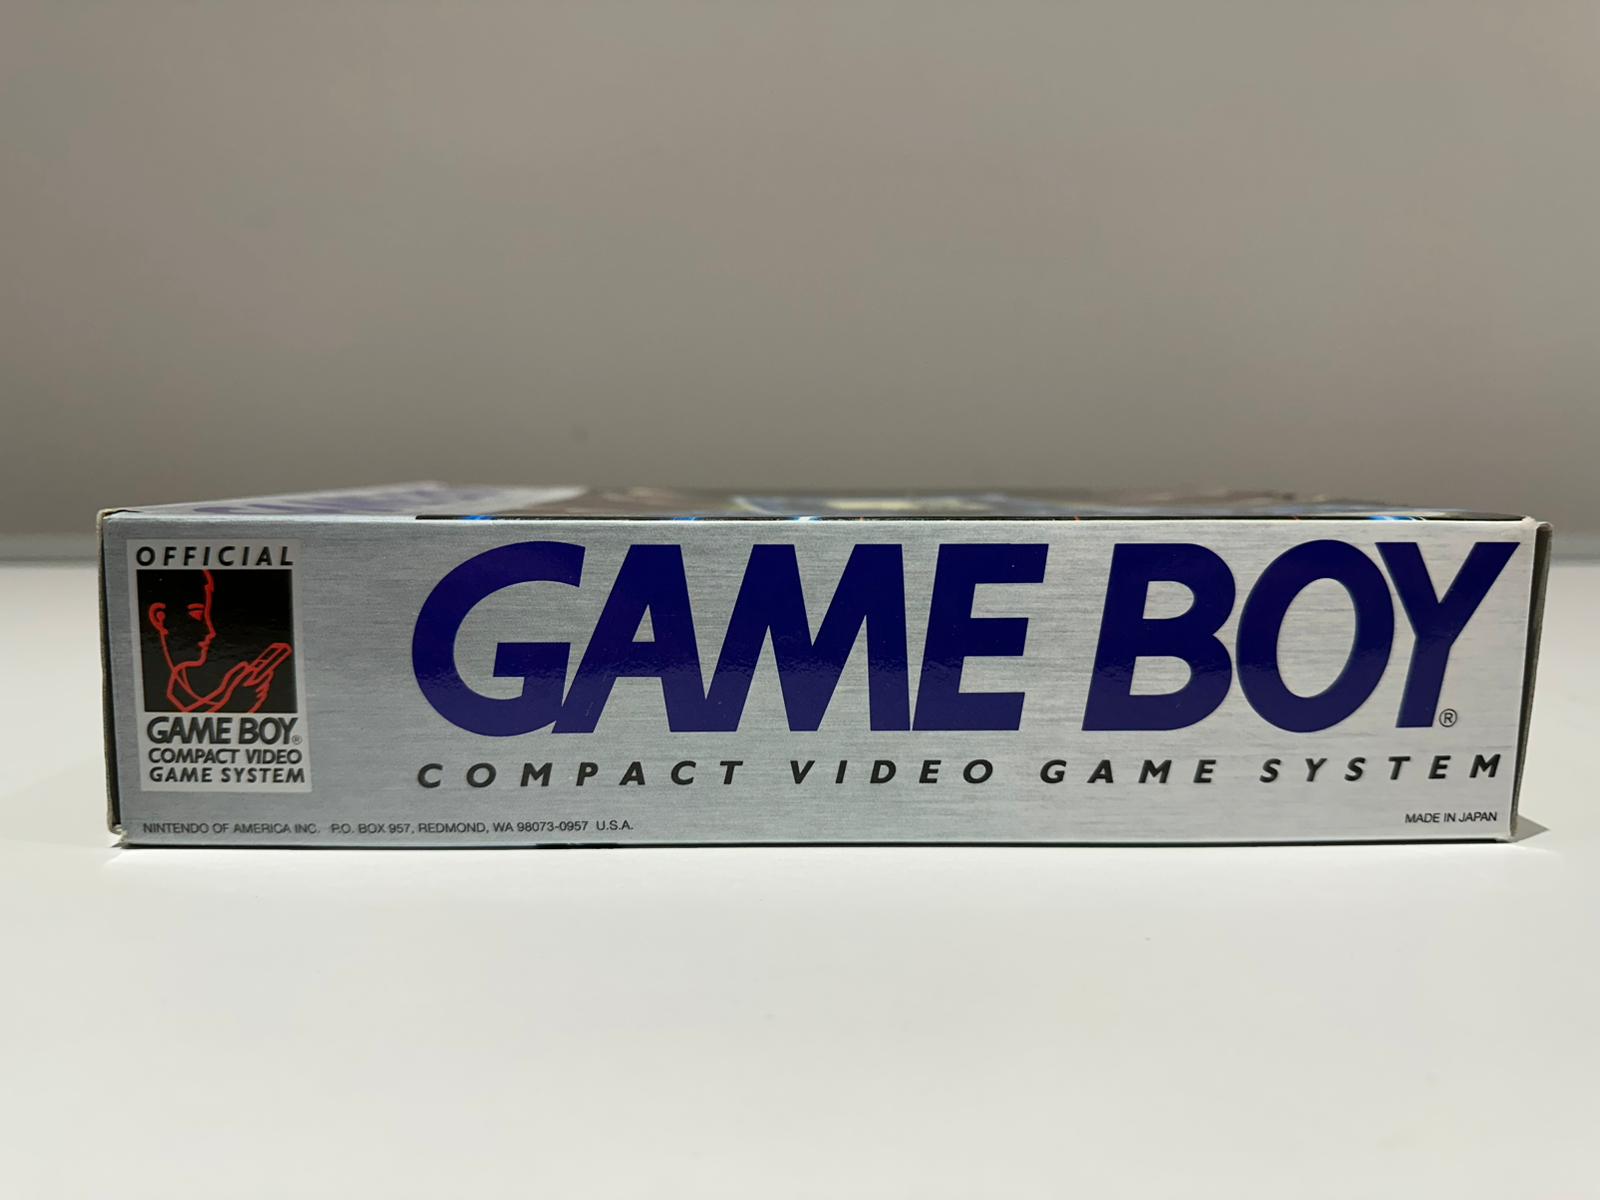 OFFICIAL
GAME BOY®
COMPACT VIDEO
GAME SYSTEM
GAME BOY®
COMPACT VIDEO GAME SYSTEM
NINTENDO OF AMERICA INC. P.O. BOX 957, REDMOND, WA 98073-0957 U.S.A.
MADE IN JAPAN